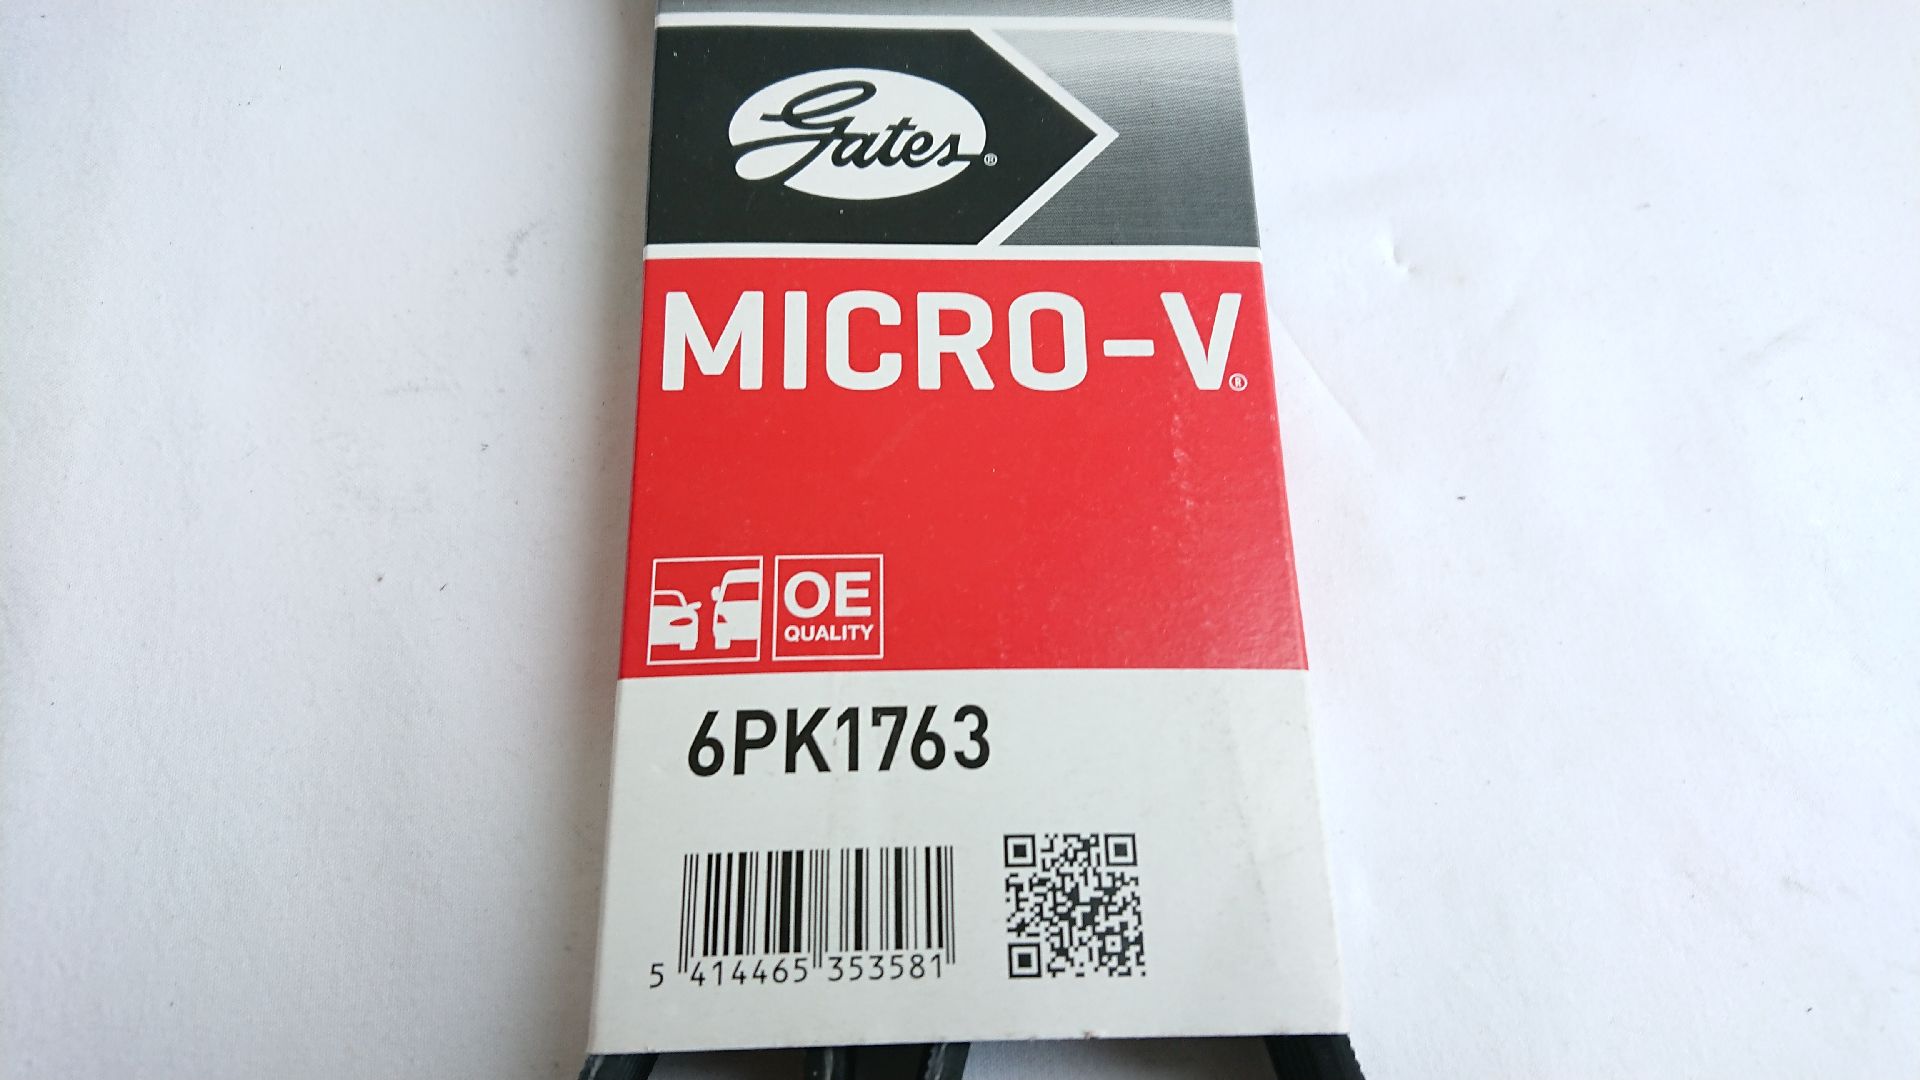 Gates®
MICRO-V®
OE
QUALITY
6PK1763
5 414465 353581